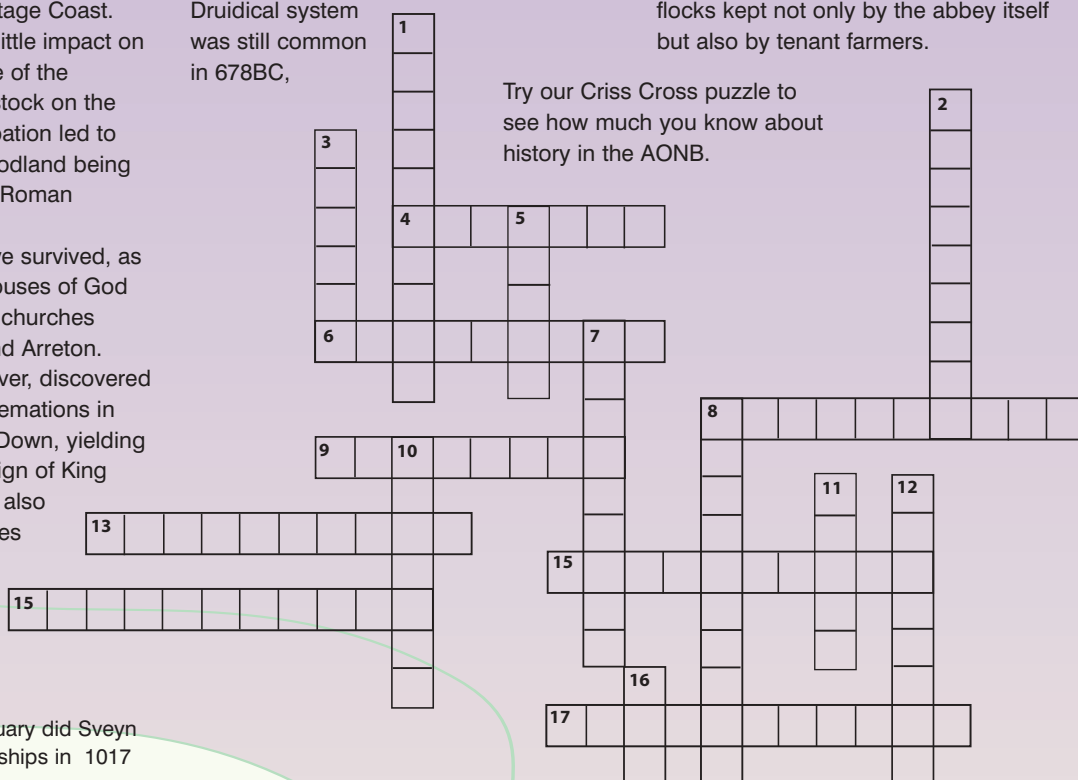 tage Coast.
ittle impact on
e of the
stock on the
pation led to
odland being
Roman
ve survived, as
ouses of God
churches
nd Arreton.
ver, discovered
emations in
Down, yielding
ign of King
also
es
Druidical system
was still common
in 678BC,
flocks kept not only by the abbey itself
but also by tenant farmers.
Try our Criss Cross puzzle to
see how much you know about
history in the AONB.
1
2
3
4 5
6 7
8
9 10
11 12
13
15
15
16
17
uary did Sveyn
ships in 1017